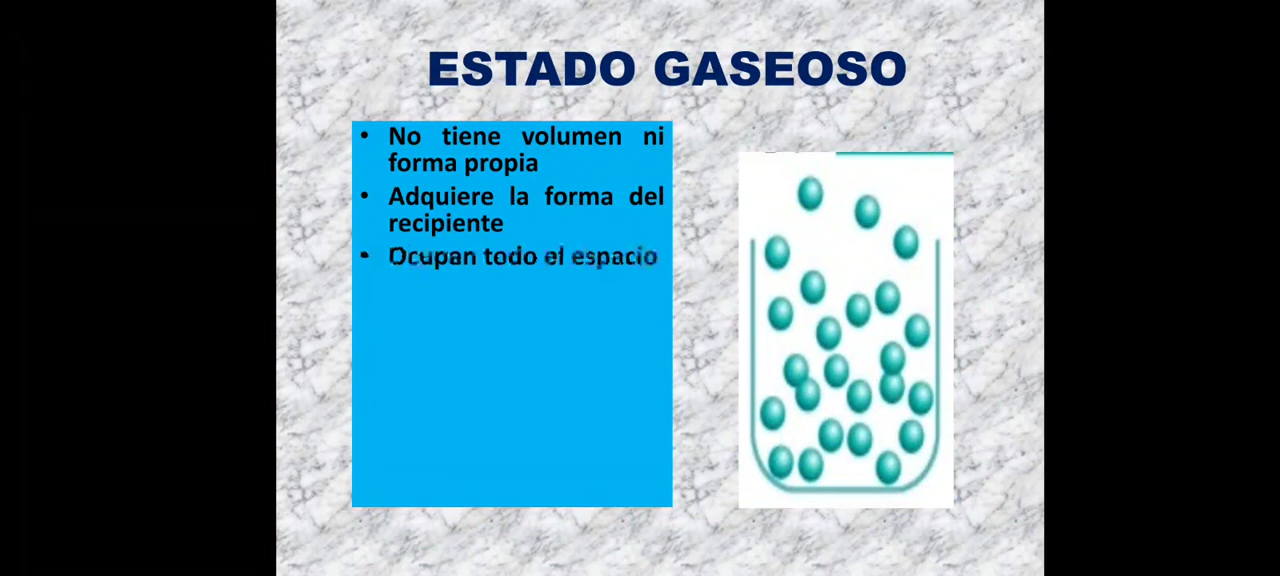 ESTADO GASEOSO
• No tiene volumen ni
forma propia
• Adquiere la forma del
recipiente
• Ocupan todo el espacio